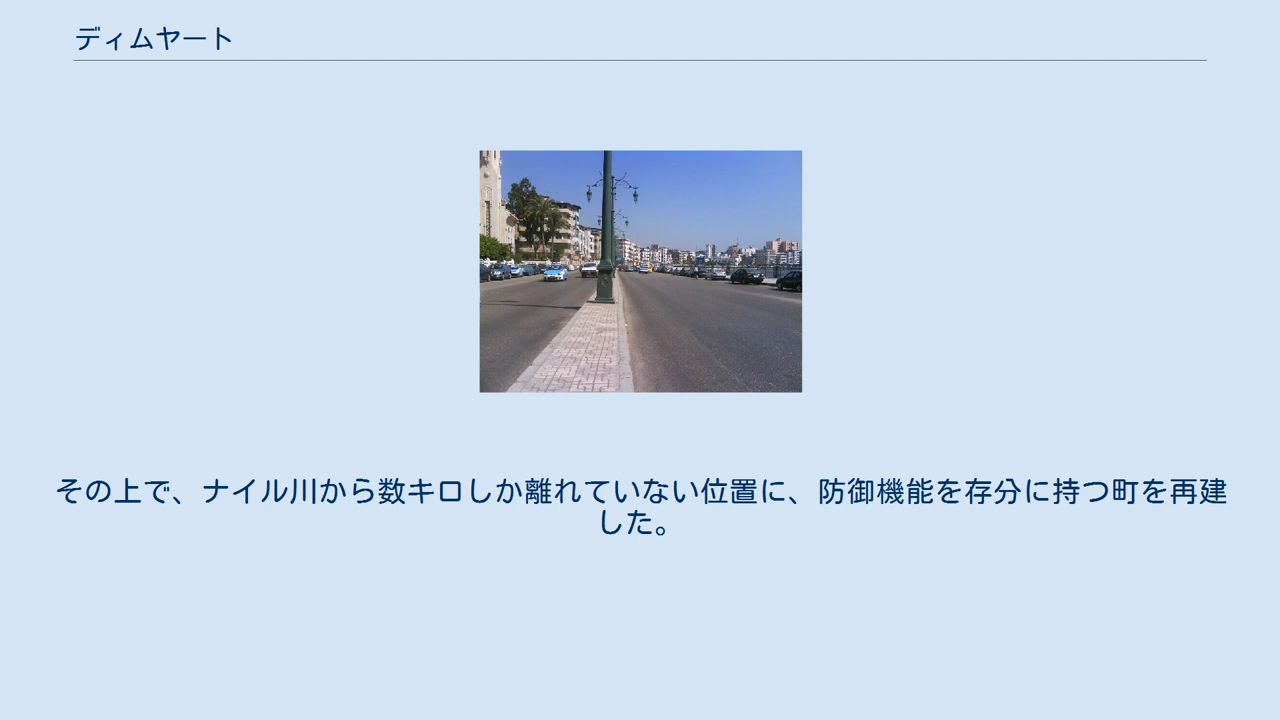 ディムヤート
その上で、ナイル川から数キロしか離れていない位置に、防御機能を存分に持つ町を再建
した。